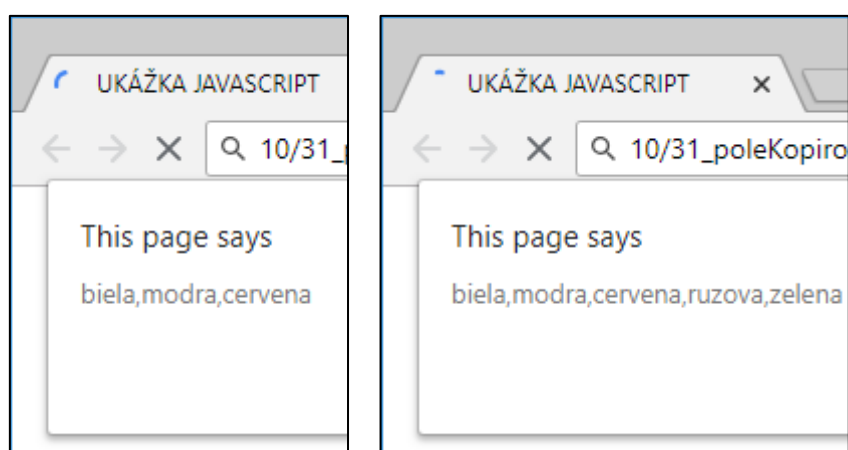 UKÁŽKA JAVASCRIPT
10/31_
This page says
biela,modra,cervena
UKÁŽKA JAVASCRIPT
10/31_poleKopiro
This page says
biela,modra,cervena,ruzova,zelena